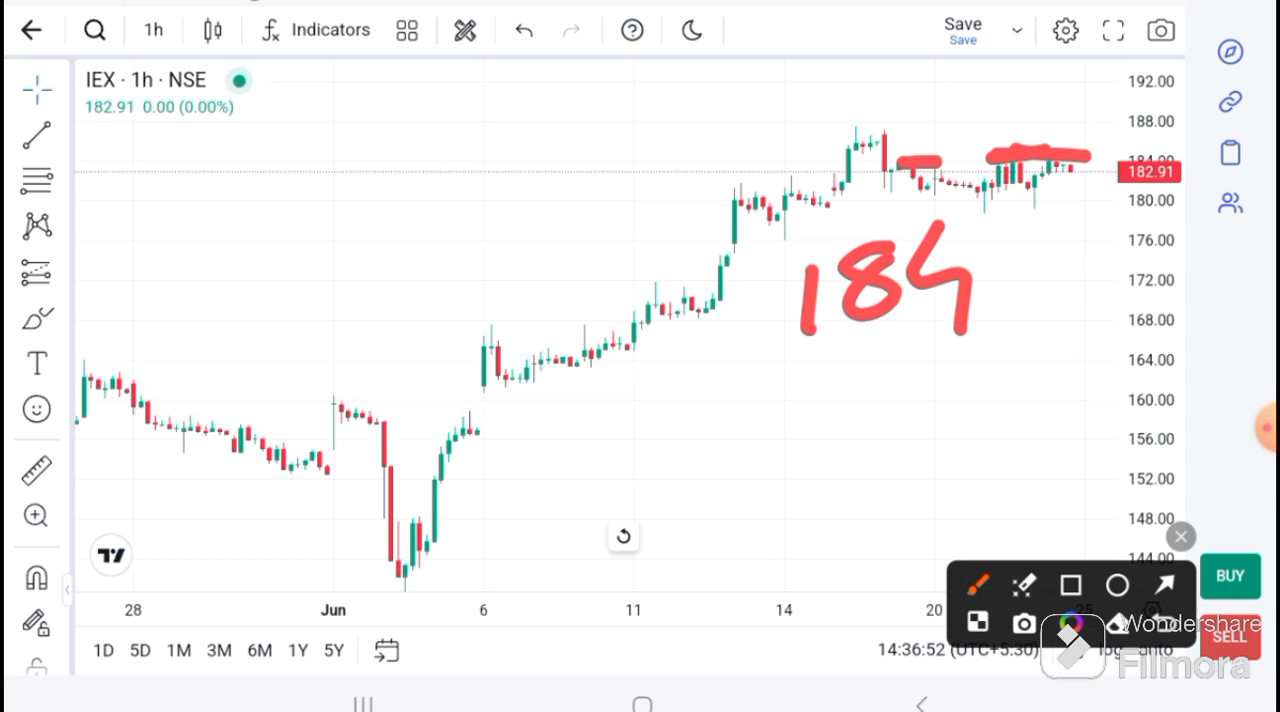 1h
Indicators
Save
Save
IEX · 1h · NSE
182.91 0.00 (0.00%)
192.00
188.00
184.00
182.91
180.00
176.00
172.00
168.00
164.00
160.00
156.00
152.00
148.00
144.00
184
28
Jun
6
11
14
20
25
BUY
SELL
1D 5D 1M 3M 6M 1Y 5Y
14:36:52 (UTC+5:30)
auto
Wondershare
Filmora